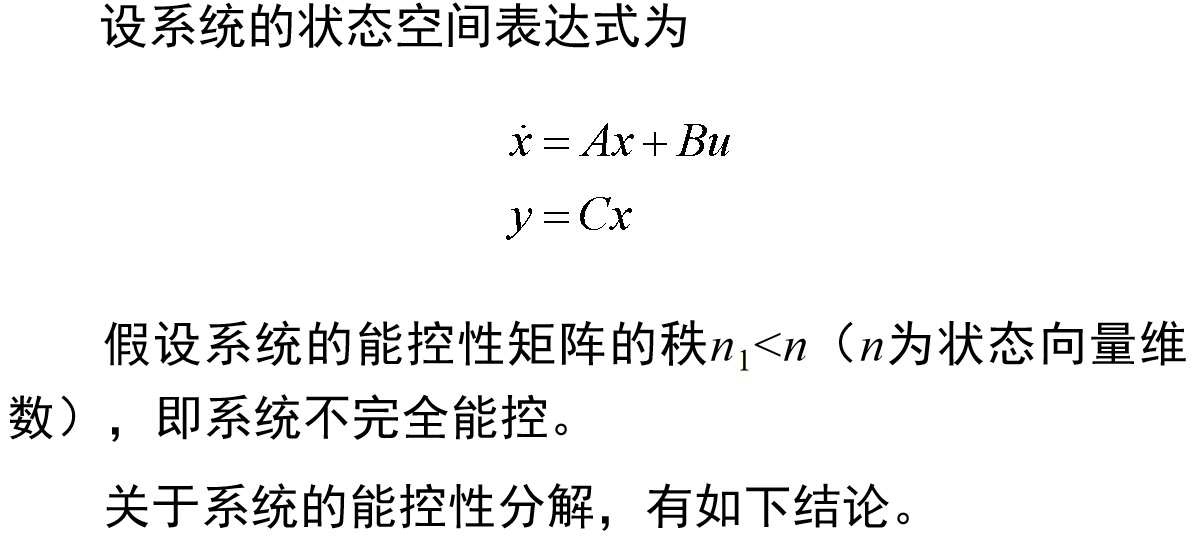 设系统的状态空间表达式为
ẋ = Ax + Bu
y = Cx
假设系统的能控性矩阵的秩n₁<n（n为状态向量维
数），即系统不完全能控。
关于系统的能控性分解，有如下结论。